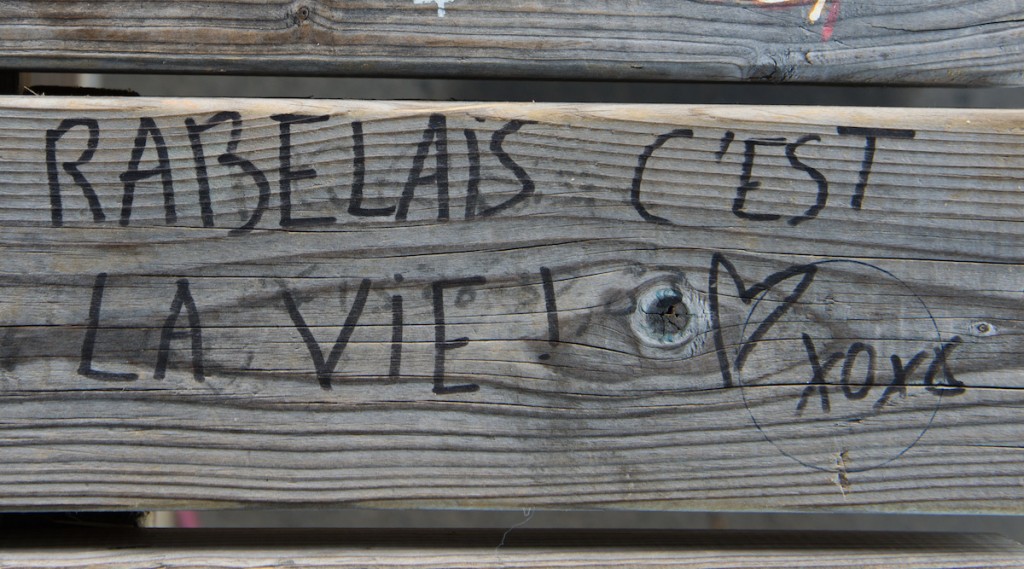 RABELAiS C'EST
LA ViE ! ♡ xoxo